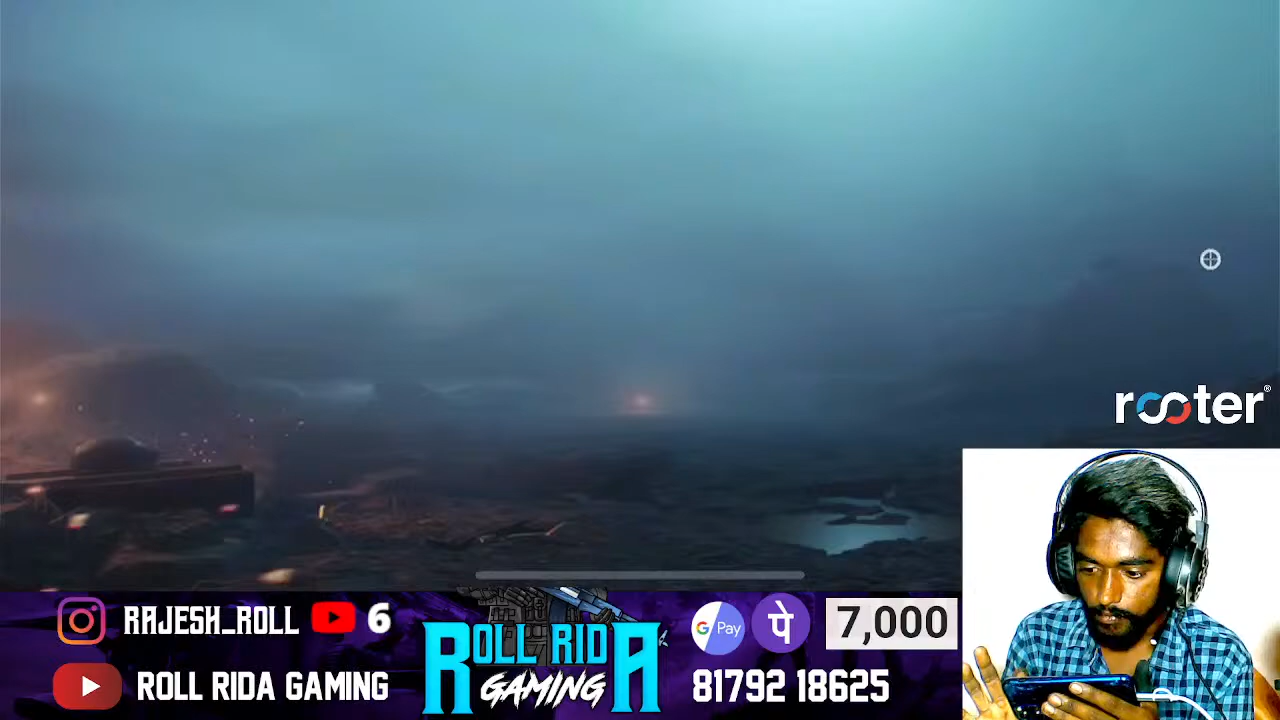 rooter®
RAJESH_ROLL 6
ROLL RIDA GAMING
ROLL RIDA
GAMING
G Pay पे 7,000
81792 18625